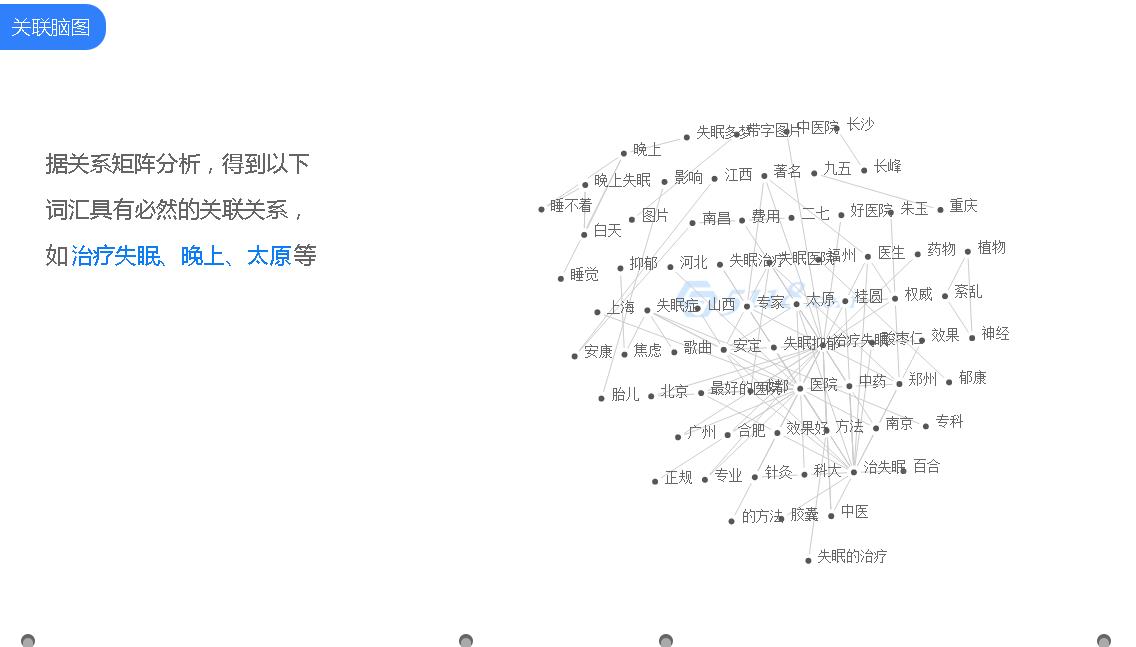 关联脑图
据关系矩阵分析，得到以下
词汇具有必然的关联关系，
如治疗失眠、晚上、太原等
晚上 失眠多梦 带字图片 中医院 长沙
晚上失眠 影响 江西 著名 九五 长峰
睡不着 图片 南昌 费用 二七 好医院 朱玉 重庆
白天
睡觉 抑郁 河北 失眠治疗 失眠医院 福州 医生 药物 植物
上海 失眠症 山西 专家 太原 桂圆 权威 紊乱
安康 焦虑 歌曲 安定 失眠抑郁 治疗失眠 酸枣仁 效果 神经
胎儿 北京 最好的医院 成都 医院 中药 郑州 郁康
广州 合肥 效果好 方法 南京 专科
正规 专业 针灸 科大 治失眠 百合
的方法 胶囊 中医
失眠的治疗